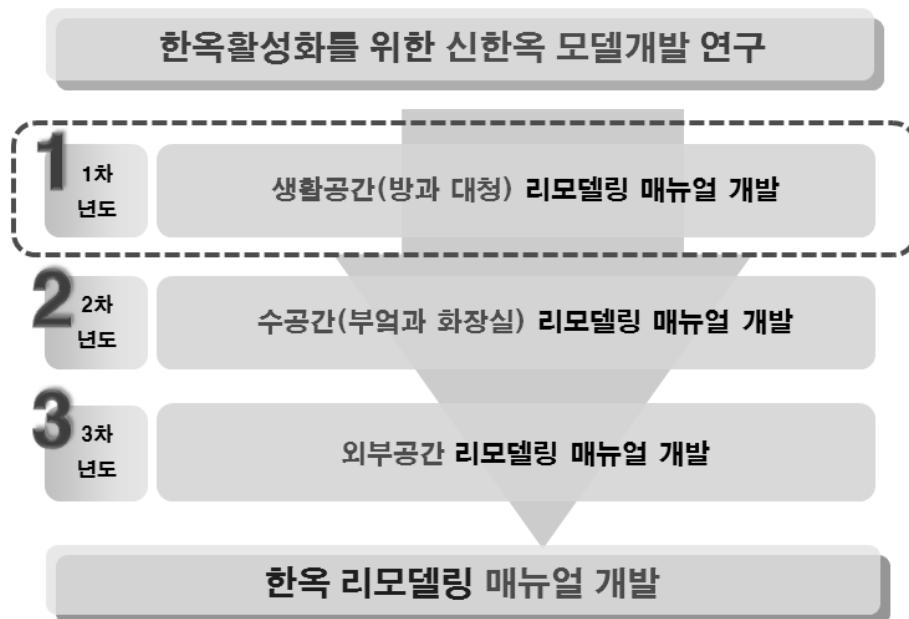 한옥활성화를 위한 신한옥 모델개발 연구
1
1차
년도
생활공간(방과 대청) 리모델링 매뉴얼 개발
2
2차
년도
수공간(부엌과 화장실) 리모델링 매뉴얼 개발
3
3차
년도
외부공간 리모델링 매뉴얼 개발
한옥 리모델링 매뉴얼 개발